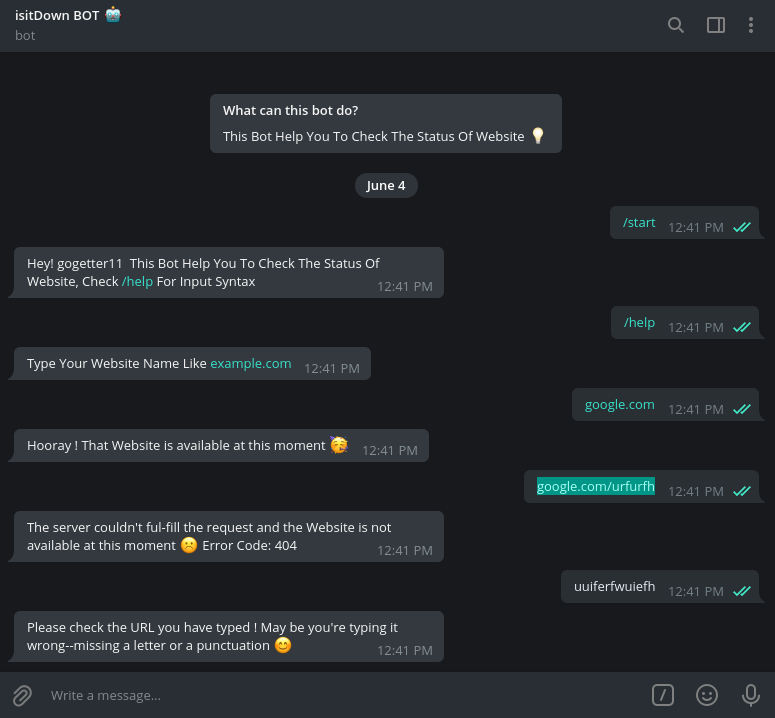 isitDown BOT 🤖
bot
What can this bot do?
This Bot Help You To Check The Status Of Website 💡
June 4
/start 12:41 PM
Hey! gogetter11 This Bot Help You To Check The Status Of
Website, Check /help For Input Syntax 12:41 PM
/help 12:41 PM
Type Your Website Name Like example.com 12:41 PM
google.com 12:41 PM
Hooray ! That Website is available at this moment 🥳 12:41 PM
google.com/urfurfh 12:41 PM
The server couldn't ful-fill the request and the Website is not
available at this moment ☹️ Error Code: 404 12:41 PM
uuiferfwuiefh 12:41 PM
Please check the URL you have typed ! May be you're typing it
wrong--missing a letter or a punctuation 😊 12:41 PM
Write a message...